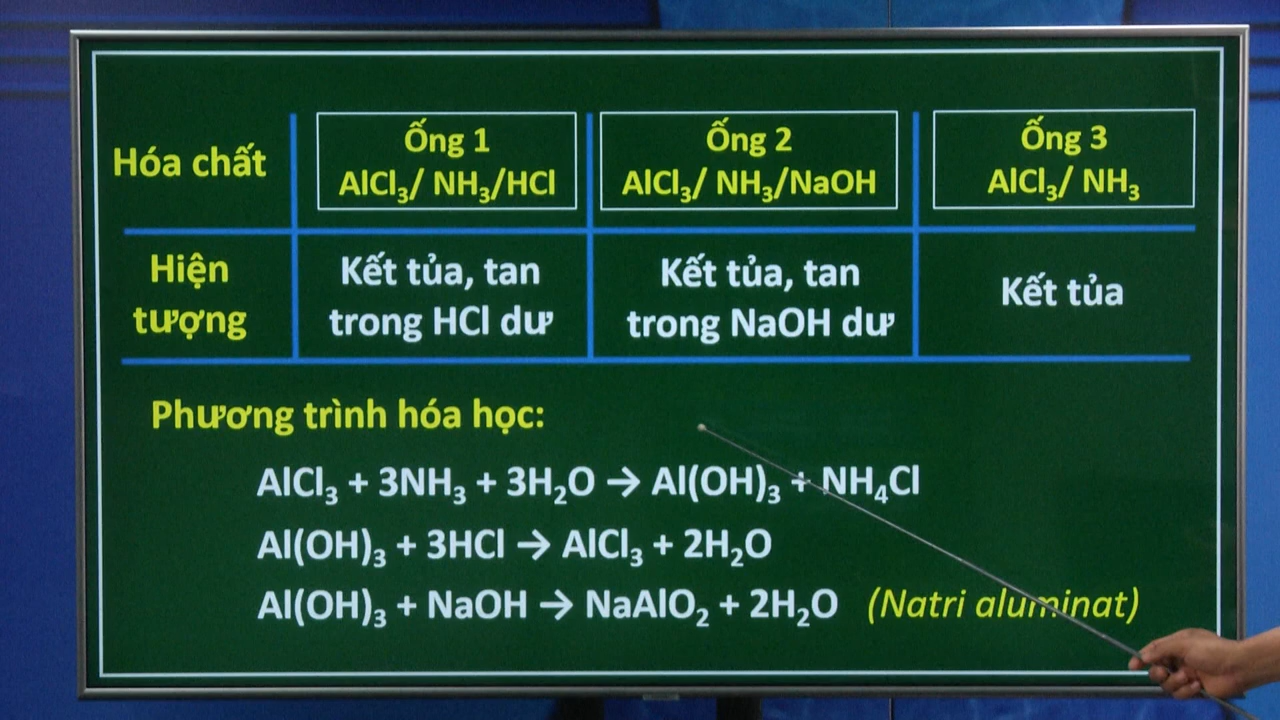 Hóa chất
Ống 1
AlCl₃/ NH₃/HCl
Ống 2
AlCl₃/ NH₃/NaOH
Ống 3
AlCl₃/ NH₃
Hiện
tượng
Kết tủa, tan
trong HCl dư
Kết tủa, tan
trong NaOH dư
Kết tủa
Phương trình hóa học:
AlCl₃ + 3NH₃ + 3H₂O → Al(OH)₃ + NH₄Cl
Al(OH)₃ + 3HCl → AlCl₃ + 2H₂O
Al(OH)₃ + NaOH → NaAlO₂ + 2H₂O (Natri aluminat)